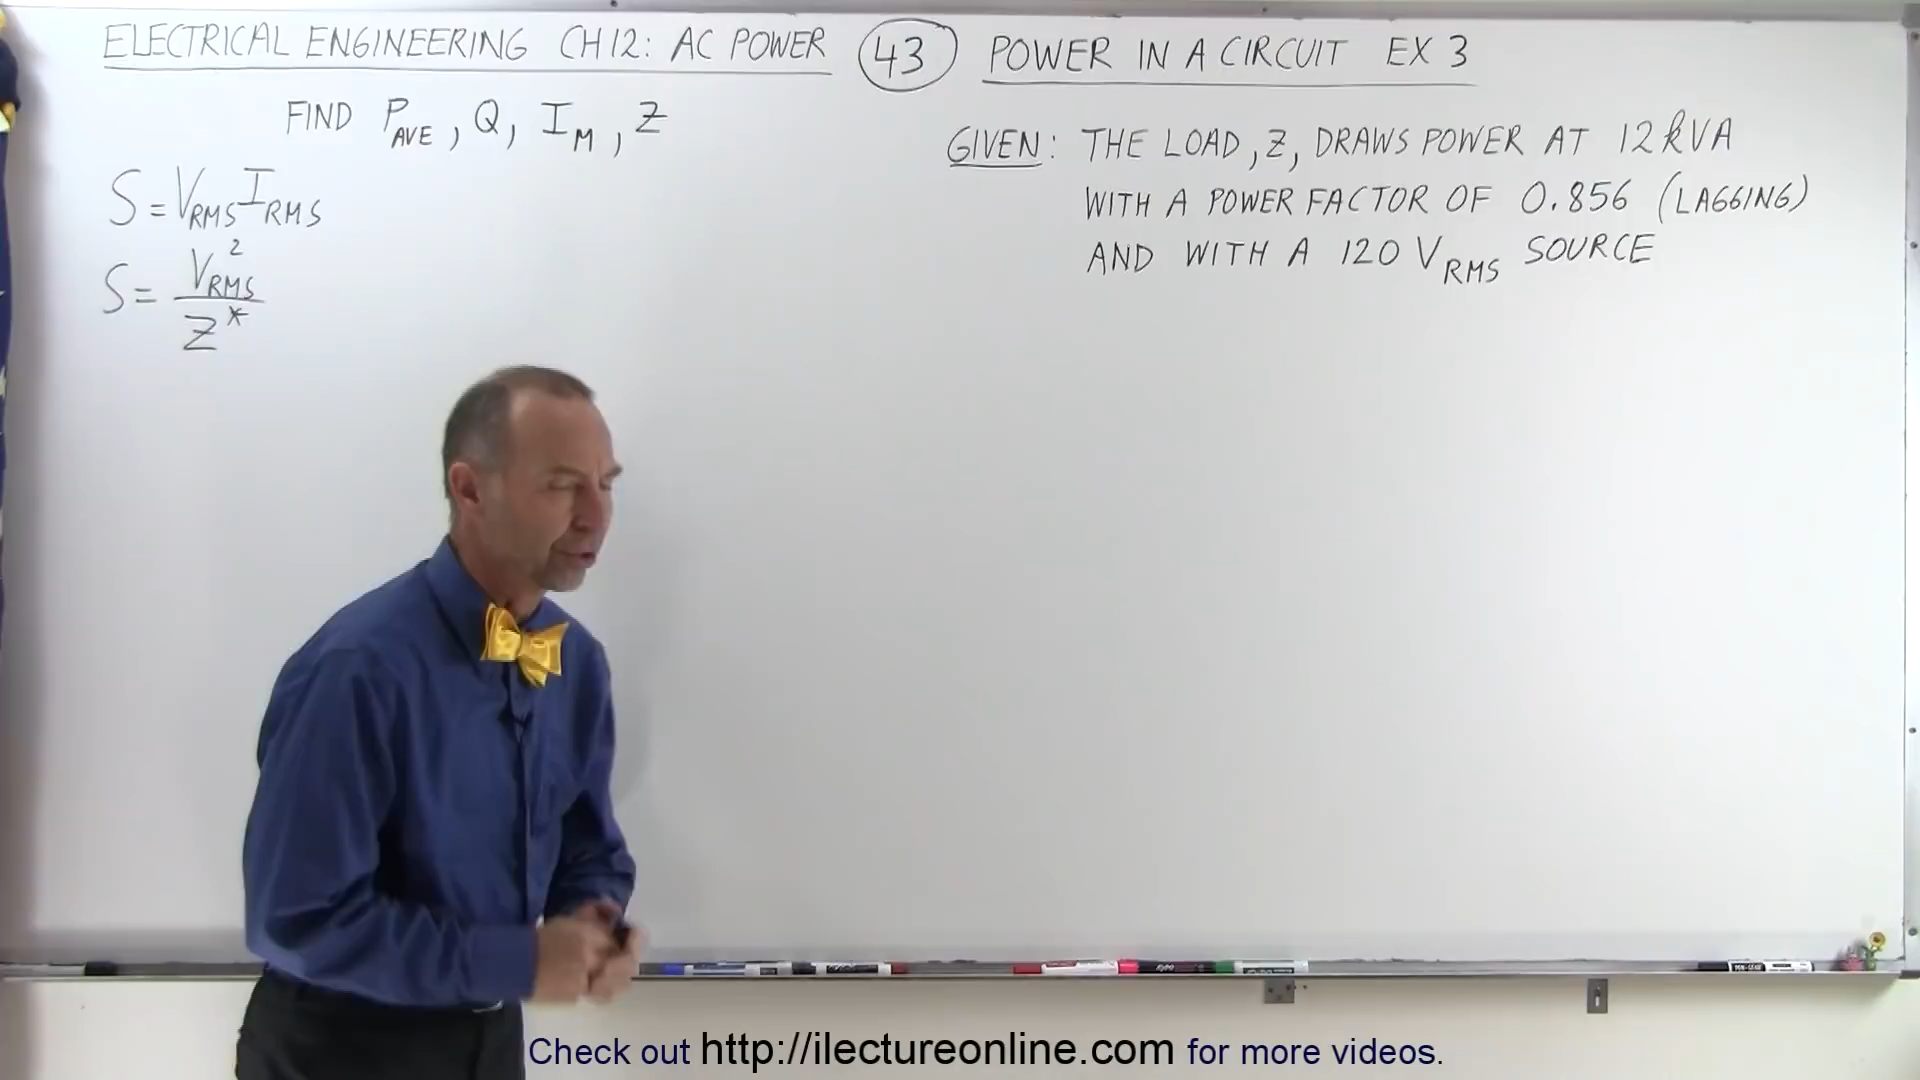 ELECTRICAL ENGINEERING CH12: AC POWER 43 POWER IN A CIRCUIT EX 3
FIND P_AVE, Q, I_M, Z
S = V_RMS I_RMS
S = V_RMS^2 / Z*
GIVEN: THE LOAD, Z, DRAWS POWER AT 12kVA
WITH A POWER FACTOR OF 0.856 (LAGGING)
AND WITH A 120 V_RMS SOURCE
Check out http://ilectureonline.com for more videos.